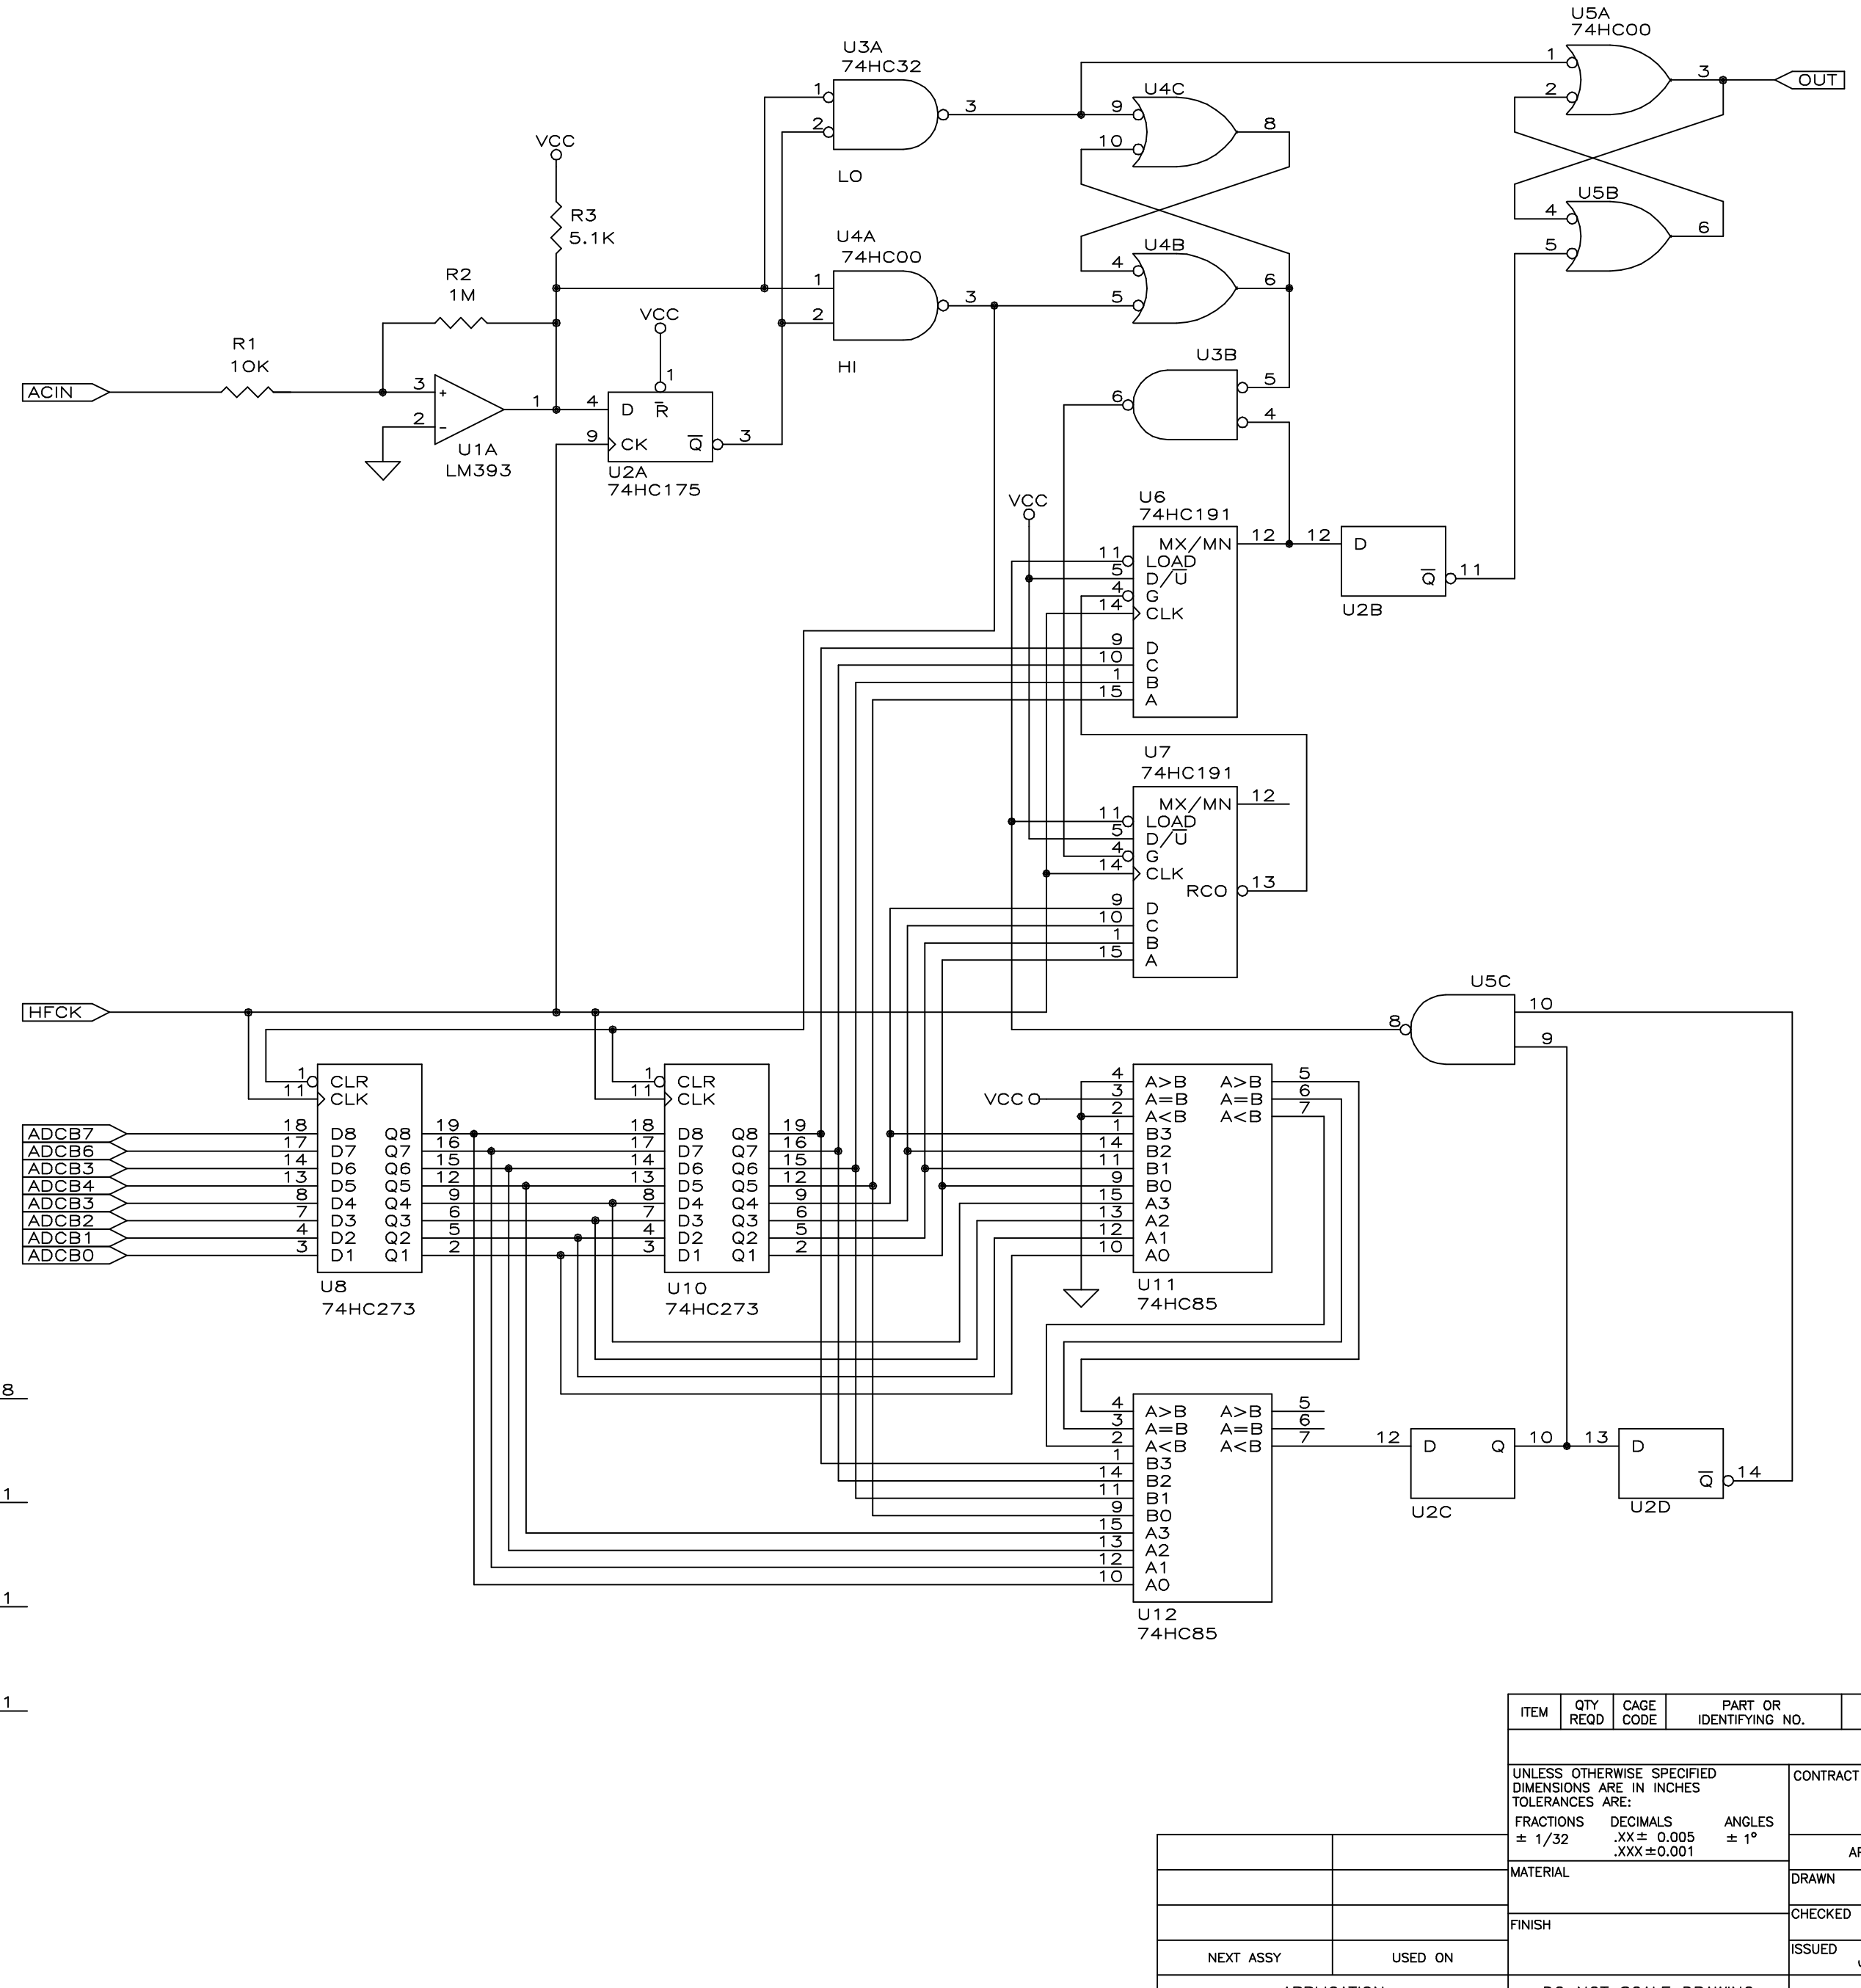 U5A
74HC00
1
2
3
OUT
U3A
74HC32
1
2
3
LO
U4C
9
10
8
VCC
R3
5.1K
U5B
4
5
6
U4A
74HC00
1
2
3
HI
U4B
4
5
6
R2
1M
VCC
1
R1
10K
U3B
5
4
6
ACIN
3
+
2
-
1
U1A
LM393
4 D R̅
9 CK Q̅ 3
U2A
74HC175
VCC
U6
74HC191
MX/MN 12
11 LOAD
5 D/U̅
4 G
14 CLK
9 D
10 C
1 B
15 A
12 D
Q̅ 11
U2B
U7
74HC191
MX/MN 12
11 LOAD
5 D/U̅
4 G
14 CLK
RCO 13
9 D
10 C
1 B
15 A
U5C
10
9
8
HFCK
1 CLR
11 CLK
1 CLR
11 CLK
ADCB7 18 D8 Q8 19 18 D8 Q8 19
ADCB6 17 D7 Q7 16 17 D7 Q7 16
ADCB3 14 D6 Q6 15 14 D6 Q6 15
ADCB4 13 D5 Q5 12 13 D5 Q5 12
ADCB3 8 D4 Q4 9 8 D4 Q4 9
ADCB2 7 D3 Q3 6 7 D3 Q3 6
ADCB1 4 D2 Q2 5 4 D2 Q2 5
ADCB0 3 D1 Q1 2 3 D1 Q1 2
U8
74HC273
U10
74HC273
VCC
4 A>B A>B 5
3 A=B A=B 6
2 A<B A<B 7
1 B3
14 B2
11 B1
9 B0
15 A3
13 A2
12 A1
10 A0
U11
74HC85
8
4 A>B A>B 5
3 A=B A=B 6
2 A<B A<B 7
1 B3
14 B2
11 B1
9 B0
15 A3
13 A2
12 A1
10 A0
U12
74HC85
12 D Q 10
U2C
13 D
Q̅ 14
U2D
1
1
1
ITEM
QTY
REQD
CAGE
CODE
PART OR
IDENTIFYING NO.
UNLESS OTHERWISE SPECIFIED
DIMENSIONS ARE IN INCHES
TOLERANCES ARE:
FRACTIONS DECIMALS ANGLES
± 1/32 .XX± 0.005 ± 1°
.XXX±0.001
CONTRACT
MATERIAL
DRAWN
CHECKED
FINISH
ISSUED
NEXT ASSY
USED ON
APPLICATION
DO NOT SCALE DRAWING